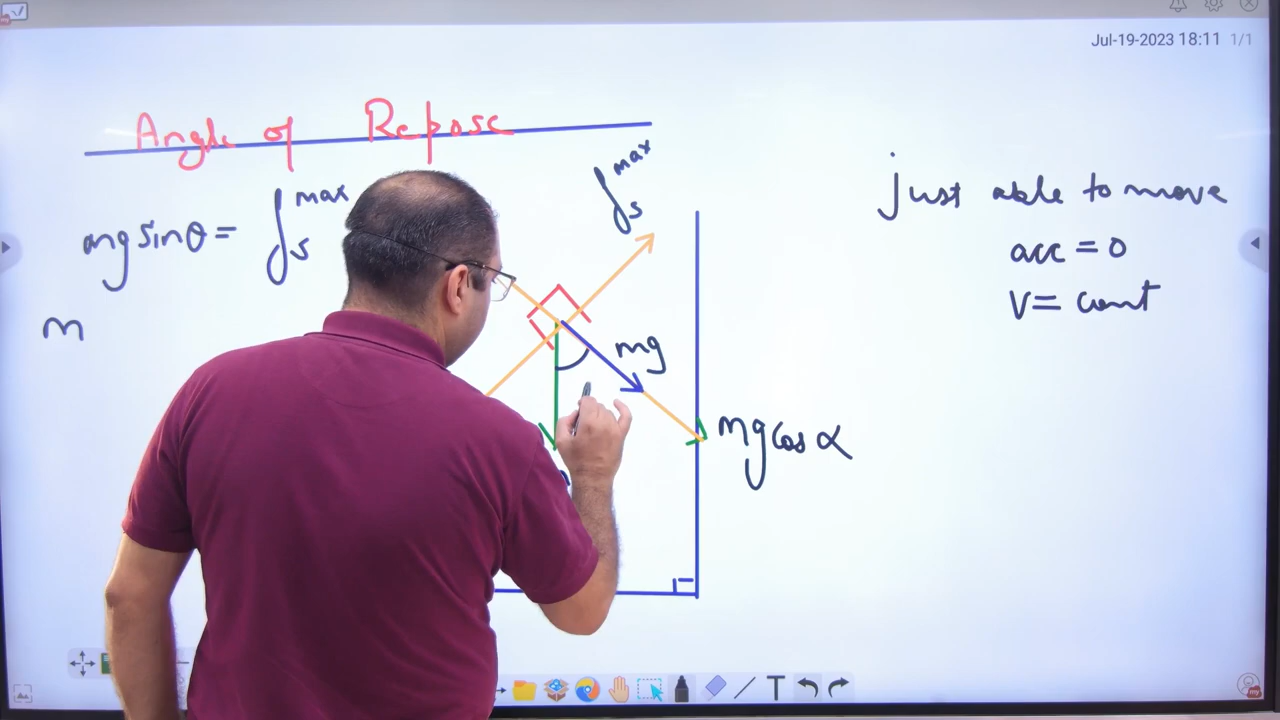 Jul-19-2023 18:11 1/1
Angle of Repose
mg sinθ = fs max
fs max
just able to move
acc = 0
v = cont
m
mg
mg cos α
T